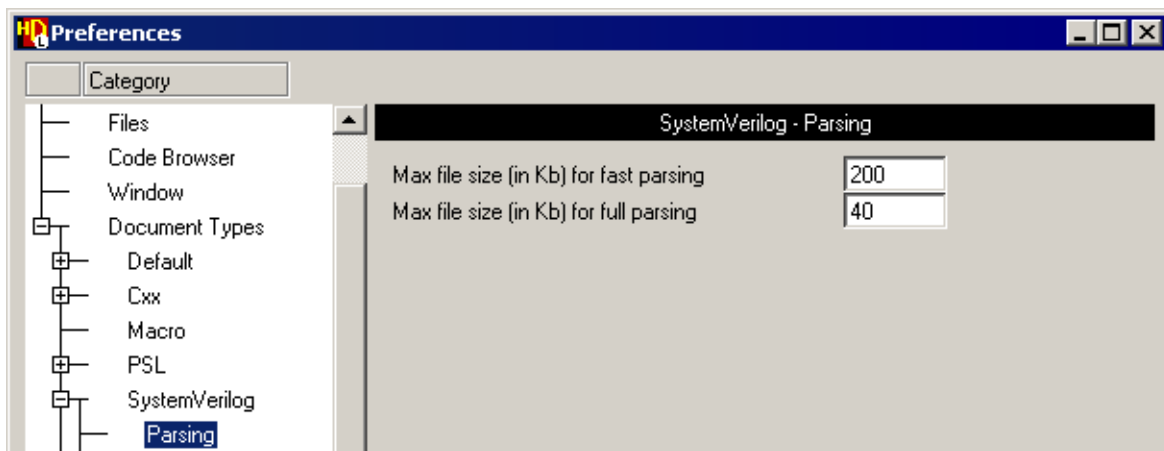 HDL Preferences
Category
Files
Code Browser
Window
Document Types
Default
Cxx
Macro
PSL
SystemVerilog
Parsing
SystemVerilog - Parsing
Max file size (in Kb) for fast parsing 200
Max file size (in Kb) for full parsing 40